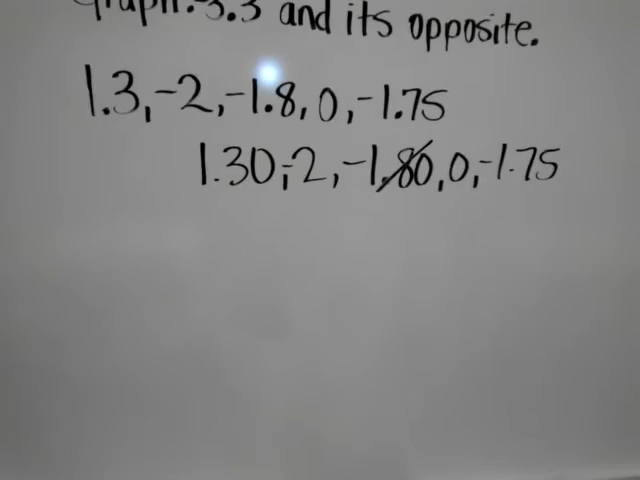 Graph: -3.3 and its opposite.
1.3, -2, -1.8, 0, -1.75
1.30, -2, -1.80, 0, -1.75